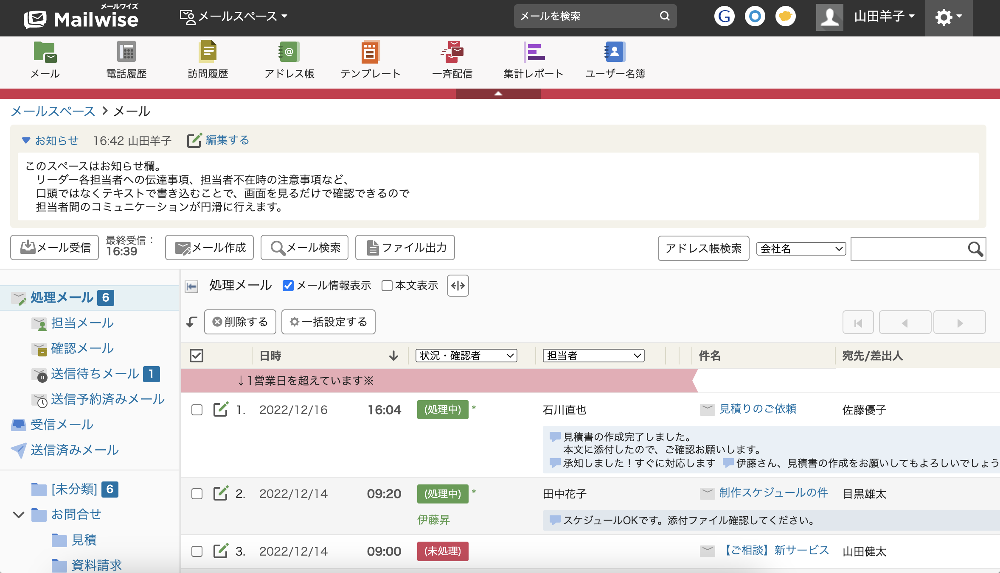 メールワイズ
Mailwise
メールスペース
メールを検索
G
山田羊子
メール
電話履歴
訪問履歴
@
アドレス帳
テンプレート
一斉配信
集計レポート
ユーザー名簿
メールスペース > メール
お知らせ 16:42 山田羊子 編集する
このスペースはお知らせ欄。
リーダー各担当者への伝達事項、担当者不在時の注意事項など、
口頭ではなくテキストで書き込むことで、画面を見るだけで確認できるので
担当者間のコミュニケーションが円滑に行えます。
メール受信
最終受信：
16:39
メール作成
メール検索
ファイル出力
アドレス帳検索
会社名
処理メール 6
担当メール
確認メール
送信待ちメール 1
送信予約済みメール
受信メール
送信済みメール
[未分類] 6
お問合せ
見積
資料請求
処理メール メール情報表示 本文表示
削除する 一括設定する
日時 ↓ 状況・確認者 担当者 件名 宛先/差出人
↓1営業日を超えています※
1. 2022/12/16 16:04 (処理中) * 石川直也 見積りのご依頼 佐藤優子
見積書の作成完了しました。
本文に添付したので、ご確認お願いします。
承知しました！すぐに対応します 伊藤さん、見積書の作成をお願いしてもよろしいでしょう
2. 2022/12/14 09:20 (処理中) * 田中花子 制作スケジュールの件 目黒雄太
伊藤昇
スケジュールOKです。添付ファイル確認してください。
3. 2022/12/14 09:00 (未処理) 【ご相談】新サービス 山田健太